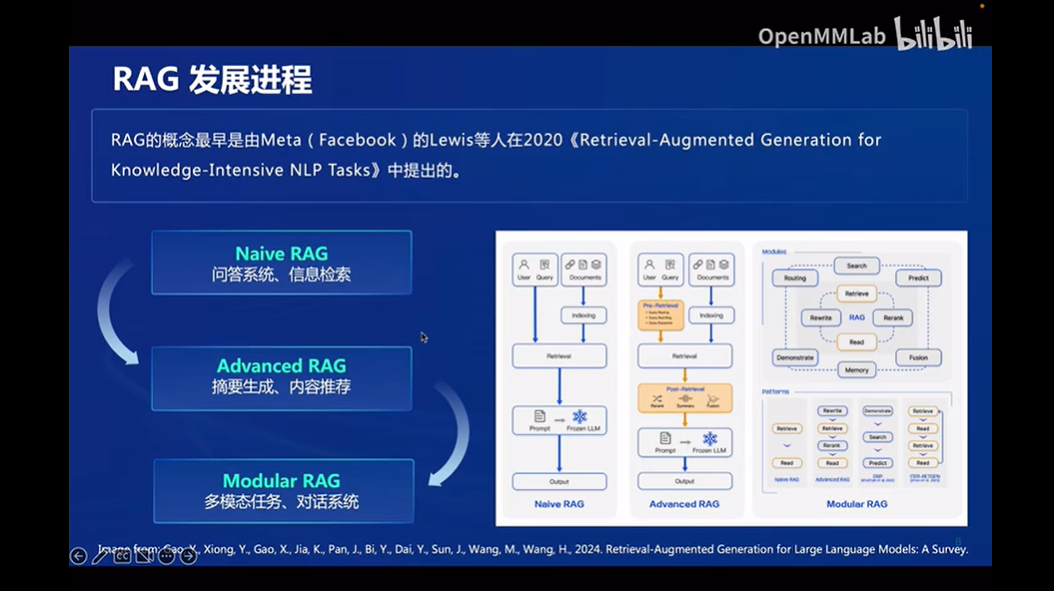 OpenMMLab bilibili
RAG 发展进程
RAG的概念最早是由Meta（Facebook）的Lewis等人在2020《Retrieval-Augmented Generation for
Knowledge-Intensive NLP Tasks》中提出的。
Naive RAG
问答系统、信息检索
Advanced RAG
摘要生成、内容推荐
Modular RAG
多模态任务、对话系统
User Query Documents
Indexing
Retrieval
Prompt Frozen LLM
Output
Naive RAG
User Query Documents
Pre-Retrieval
Indexing
Retrieval
Post-Retrieval
Rerank Summary Fusion
Prompt Frozen LLM
Output
Advanced RAG
Modules
Search
Routing Predict
Retrieve
Rewrite RAG Rerank
Read
Demonstrate Fusion
Memory
Patterns
Retrieve
Read
Naive RAG
Rewrite
Retrieve
Rerank
Read
Advanced RAG
Demonstrate
Search
Predict
DSP
Retrieve
Read
Retrieve
Read
ITER-RETGEN
Modular RAG
Image from: Gao, Y., Xiong, Y., Gao, X., Jia, K., Pan, J., Bi, Y., Dai, Y., Sun, J., Wang, M., Wang, H., 2024. Retrieval-Augmented Generation for Large Language Models: A Survey.